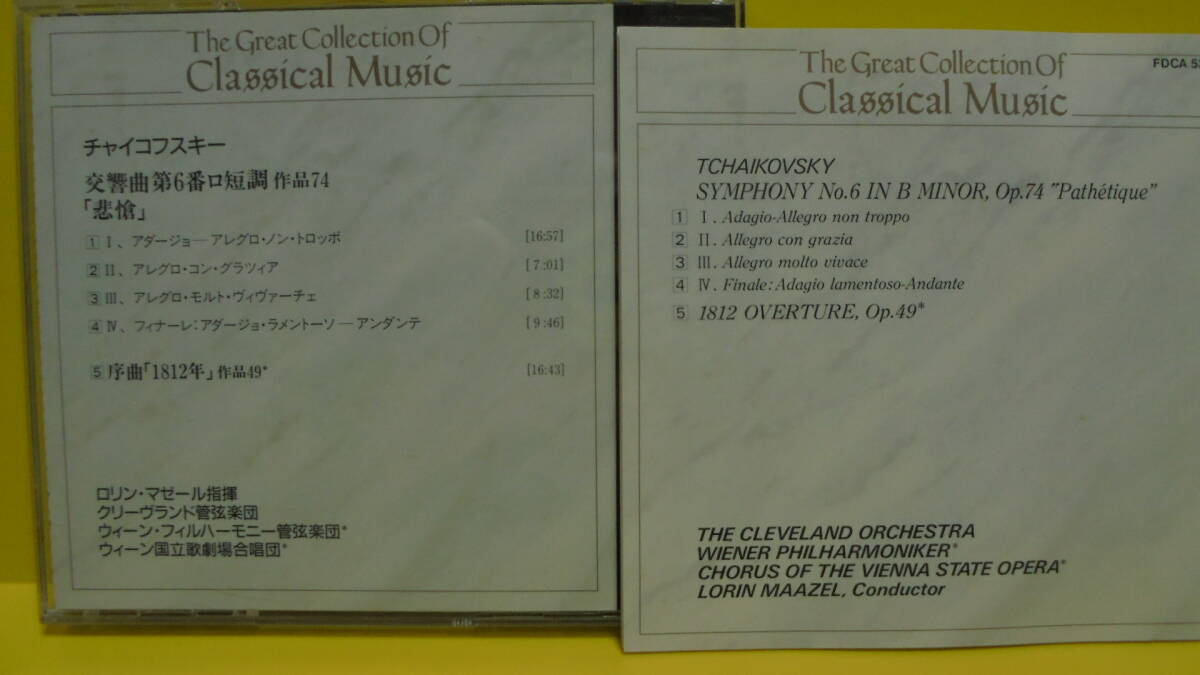 The Great Collection Of
Classical Music
チャイコフスキー
交響曲第6番ロ短調 作品74
「悲愴」
1 I、アダージョ─アレグロ・ノン・トロッポ [16:57]
2 II、アレグロ・コン・グラツィア [7:01]
3 III、アレグロ・モルト・ヴィヴァーチェ [8:32]
4 IV、フィナーレ:アダージョ・ラメントーソ─アンダンテ [9:46]
5 序曲「1812年」作品49* [16:43]
ロリン・マゼール指揮
クリーヴランド管弦楽団
ウィーン・フィルハーモニー管弦楽団*
ウィーン国立歌劇場合唱団*
The Great Collection Of
Classical Music
FDCA
TCHAIKOVSKY
SYMPHONY No.6 IN B MINOR, Op.74 "Pathétique"
1 I. Adagio-Allegro non troppo
2 II. Allegro con grazia
3 III. Allegro molto vivace
4 IV. Finale: Adagio lamentoso-Andante
5 1812 OVERTURE, Op.49*
THE CLEVELAND ORCHESTRA
WIENER PHILHARMONIKER*
CHORUS OF THE VIENNA STATE OPERA*
LORIN MAAZEL, Conductor